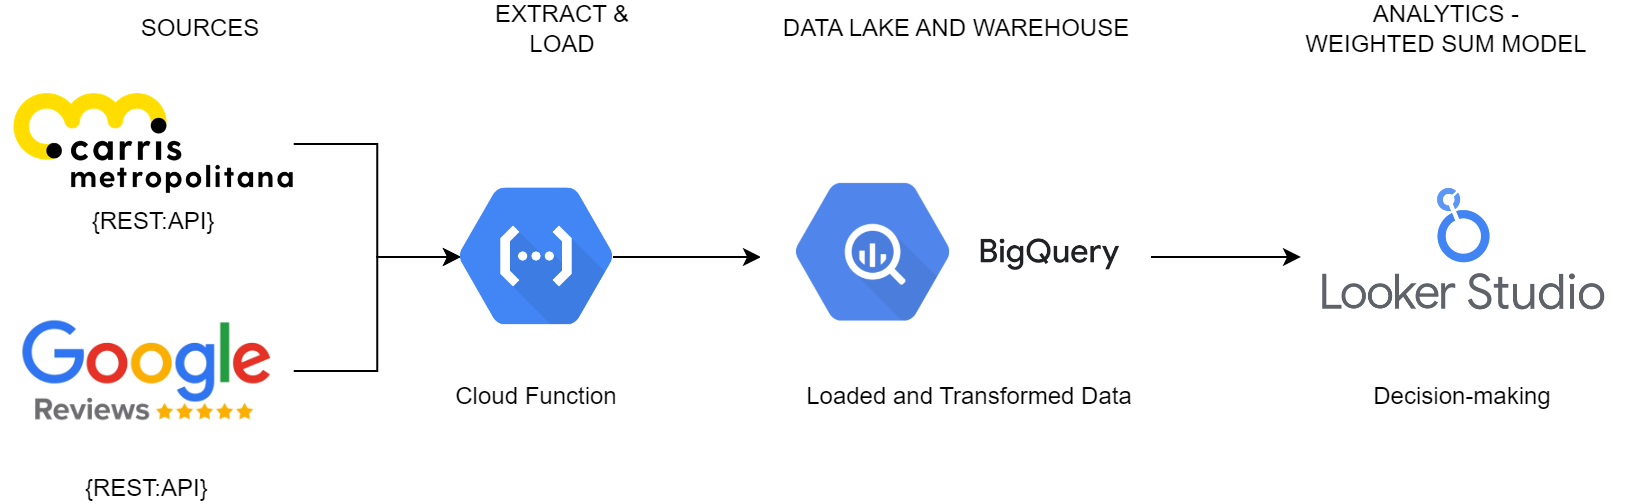 SOURCES
EXTRACT &
LOAD
DATA LAKE AND WAREHOUSE
ANALYTICS -
WEIGHTED SUM MODEL
carris
metropolitana
{REST:API}
Google
Reviews
{REST:API}
Cloud Function
BigQuery
Loaded and Transformed Data
Looker Studio
Decision-making